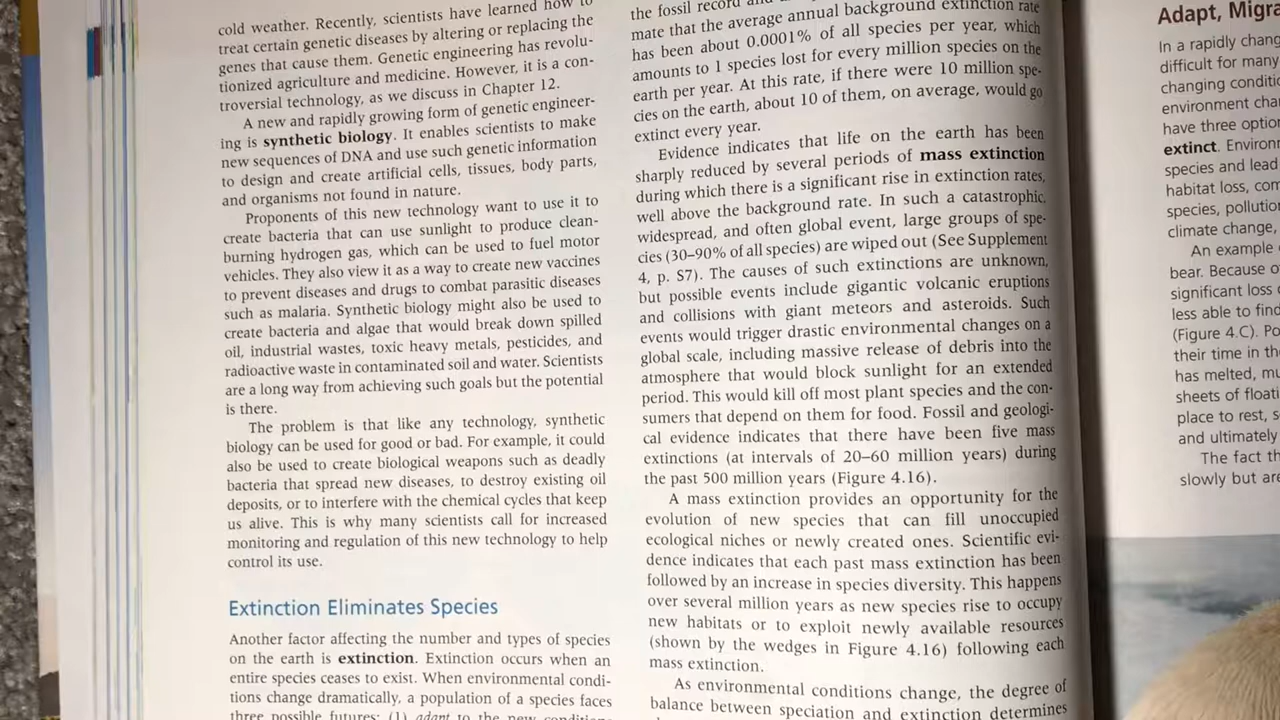 cold weather. Recently, scientists have learned how to
treat certain genetic diseases by altering or replacing the
genes that cause them. Genetic engineering has revolu-
tionized agriculture and medicine. However, it is a con-
troversial technology, as we discuss in Chapter 12.
A new and rapidly growing form of genetic engineer-
ing is synthetic biology. It enables scientists to make
new sequences of DNA and use such genetic information
to design and create artificial cells, tissues, body parts,
and organisms not found in nature.
Proponents of this new technology want to use it to
create bacteria that can use sunlight to produce clean-
burning hydrogen gas, which can be used to fuel motor
vehicles. They also view it as a way to create new vaccines
to prevent diseases and drugs to combat parasitic diseases
such as malaria. Synthetic biology might also be used to
create bacteria and algae that would break down spilled
oil, industrial wastes, toxic heavy metals, pesticides, and
radioactive waste in contaminated soil and water. Scientists
are a long way from achieving such goals but the potential
is there.
The problem is that like any technology, synthetic
biology can be used for good or bad. For example, it could
also be used to create biological weapons such as deadly
bacteria that spread new diseases, to destroy existing oil
deposits, or to interfere with the chemical cycles that keep
us alive. This is why many scientists call for increased
monitoring and regulation of this new technology to help
control its use.
Extinction Eliminates Species
Another factor affecting the number and types of species
on the earth is extinction. Extinction occurs when an
entire species ceases to exist. When environmental condi-
tions change dramatically, a population of a species faces
three possible futures: (1) adapt to the new conditions
the fossil record
mate that the average annual background extinction rate
has been about 0.0001% of all species per year, which
amounts to 1 species lost for every million species on the
earth per year. At this rate, if there were 10 million spe-
cies on the earth, about 10 of them, on average, would go
extinct every year.
Evidence indicates that life on the earth has been
sharply reduced by several periods of mass extinction
during which there is a significant rise in extinction rates,
well above the background rate. In such a catastrophic,
widespread, and often global event, large groups of spe-
cies (30–90% of all species) are wiped out (See Supplement
4, p. S7). The causes of such extinctions are unknown,
but possible events include gigantic volcanic eruptions
and collisions with giant meteors and asteroids. Such
events would trigger drastic environmental changes on a
global scale, including massive release of debris into the
atmosphere that would block sunlight for an extended
period. This would kill off most plant species and the con-
sumers that depend on them for food. Fossil and geologi-
cal evidence indicates that there have been five mass
extinctions (at intervals of 20–60 million years) during
the past 500 million years (Figure 4.16).
A mass extinction provides an opportunity for the
evolution of new species that can fill unoccupied
ecological niches or newly created ones. Scientific evi-
dence indicates that each past mass extinction has been
followed by an increase in species diversity. This happens
over several million years as new species rise to occupy
new habitats or to exploit newly available resources
(shown by the wedges in Figure 4.16) following each
mass extinction.
As environmental conditions change, the degree of
balance between speciation and extinction determines
Adapt, Migra
In a rapidly chang
difficult for many
changing conditio
environment cha
have three option
extinct. Environ
species and lead
habitat loss, con
species, pollution
climate change,
An example
bear. Because o
significant loss
less able to find
(Figure 4.C). Po
their time in th
has melted, mu
sheets of floati
place to rest, s
and ultimately
The fact th
slowly but are